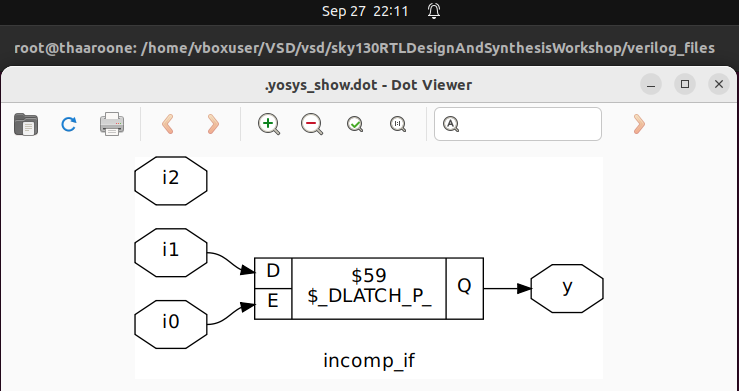 Sep 27 22:11
root@thaaroone: /home/vboxuser/VSD/vsd/sky130RTLDesignAndSynthesisWorkshop/verilog_files
.yosys_show.dot - Dot Viewer
i2
i1
i0
D
E
$59
$_DLATCH_P_
Q
y
incomp_if